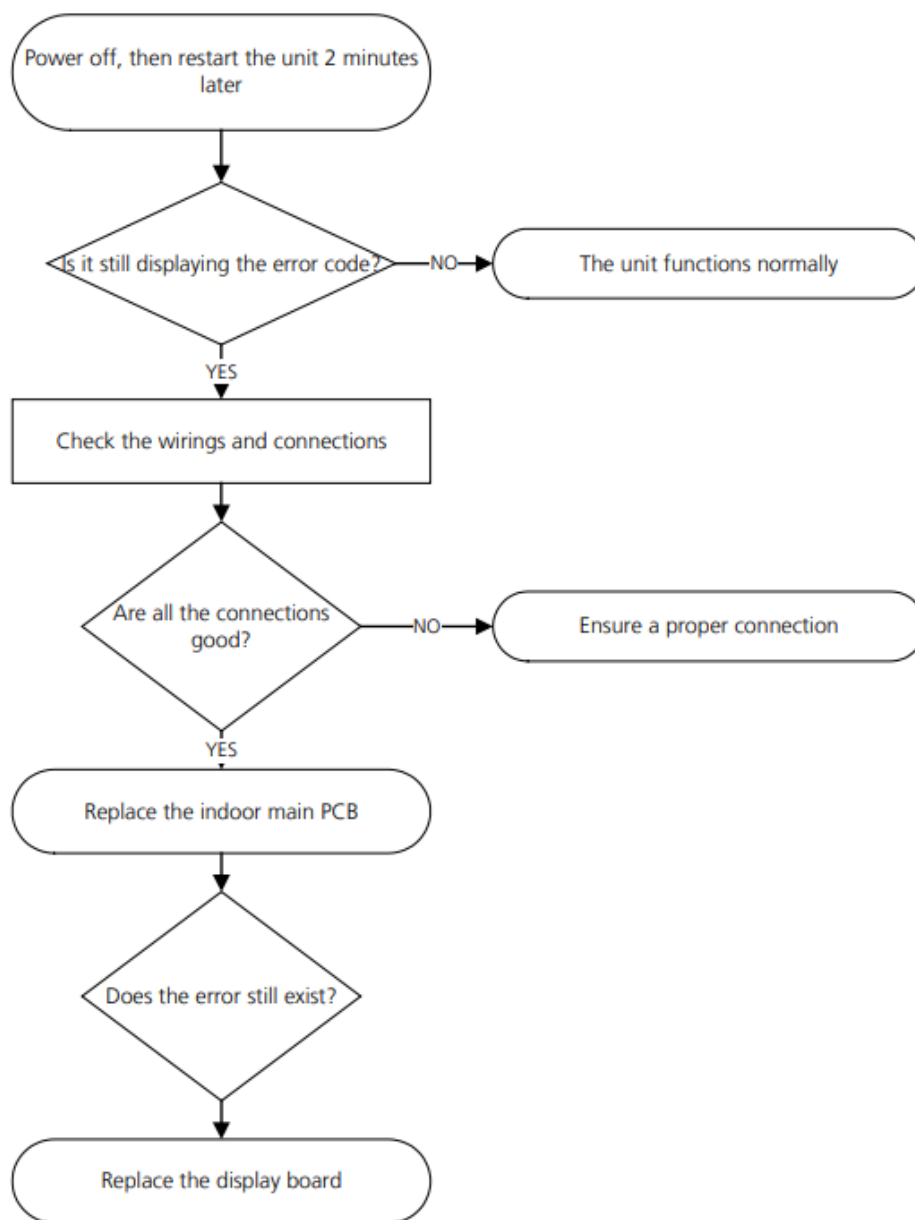 Power off, then restart the unit 2 minutes
later
Is it still displaying the error code?
NO
The unit functions normally
YES
Check the wirings and connections
Are all the connections
good?
NO
Ensure a proper connection
YES
Replace the indoor main PCB
Does the error still exist?
Replace the display board